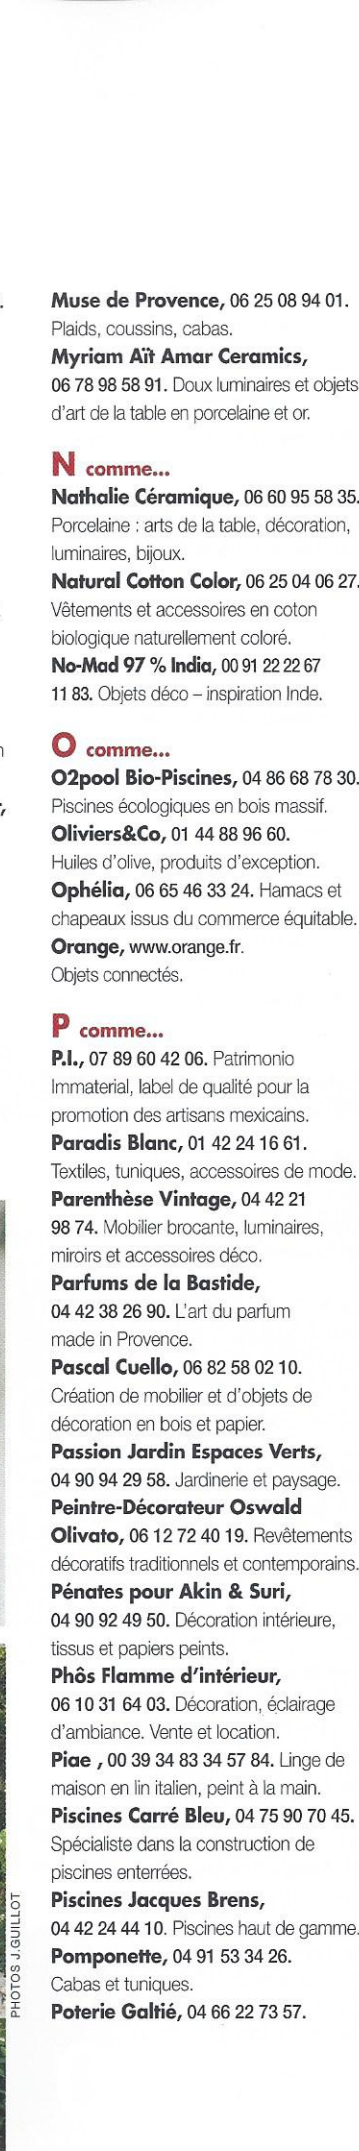 Muse de Provence, 06 25 08 94 01.
Plaids, coussins, cabas.
Myriam Aït Amar Ceramics,
06 78 98 58 91. Doux luminaires et objets
d'art de la table en porcelaine et or.
N comme...
Nathalie Céramique, 06 60 95 58 35.
Porcelaine : arts de la table, décoration,
luminaires, bijoux.
Natural Cotton Color, 06 25 04 06 27.
Vêtements et accessoires en coton
biologique naturellement coloré.
No-Mad 97 % India, 00 91 22 22 67
11 83. Objets déco – inspiration Inde.
O comme...
O2pool Bio-Piscines, 04 86 68 78 30.
Piscines écologiques en bois massif.
Oliviers&Co, 01 44 88 96 60.
Huiles d'olive, produits d'exception.
Ophélia, 06 65 46 33 24. Hamacs et
chapeaux issus du commerce équitable.
Orange, www.orange.fr.
Objets connectés.
P comme...
P.I., 07 89 60 42 06. Patrimonio
Immaterial, label de qualité pour la
promotion des artisans mexicains.
Paradis Blanc, 01 42 24 16 61.
Textiles, tuniques, accessoires de mode.
Parenthèse Vintage, 04 42 21
98 74. Mobilier brocante, luminaires,
miroirs et accessoires déco.
Parfums de la Bastide,
04 42 38 26 90. L'art du parfum
made in Provence.
Pascal Cuello, 06 82 58 02 10.
Création de mobilier et d'objets de
décoration en bois et papier.
Passion Jardin Espaces Verts,
04 90 94 29 58. Jardinerie et paysage.
Peintre-Décorateur Oswald
Olivato, 06 12 72 40 19. Revêtements
décoratifs traditionnels et contemporains.
Pénates pour Akin & Suri,
04 90 92 49 50. Décoration intérieure,
tissus et papiers peints.
Phôs Flamme d'intérieur,
06 10 31 64 03. Décoration, éclairage
d'ambiance. Vente et location.
Piae , 00 39 34 83 34 57 84. Linge de
maison en lin italien, peint à la main.
Piscines Carré Bleu, 04 75 90 70 45.
Spécialiste dans la construction de
piscines enterrées.
Piscines Jacques Brens,
04 42 24 44 10. Piscines haut de gamme.
Pomponette, 04 91 53 34 26.
Cabas et tuniques.
Poterie Galtié, 04 66 22 73 57.
PHOTOS J.GUILLOT